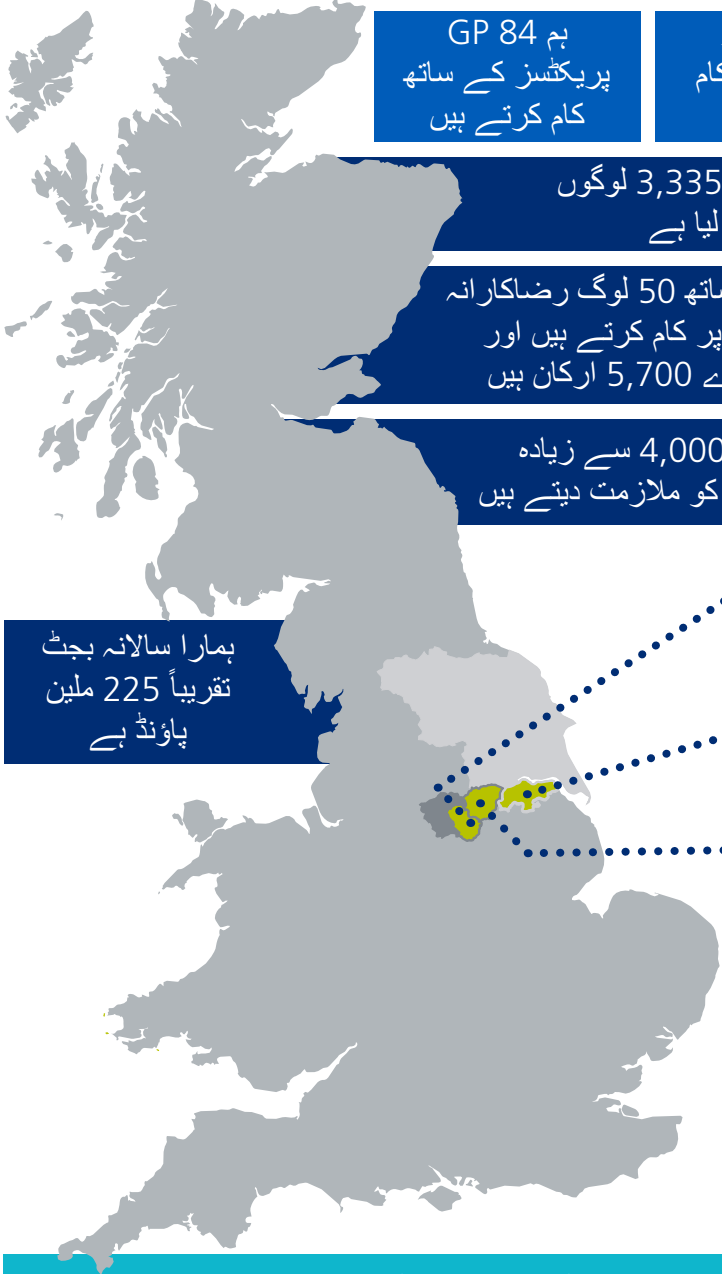 ہم 84 GP
پریکٹسز کے ساتھ
کام کرتے ہیں
کام
3,335 لوگوں
لیا ہے
50 لوگ رضاکارانہ
پر کام کرتے ہیں اور
5,700 ارکان ہیں
4,000 سے زیادہ
کو ملازمت دیتے ہیں
ہمارا سالانہ بجٹ
تقریباً 225 ملین
پاؤنڈ ہے